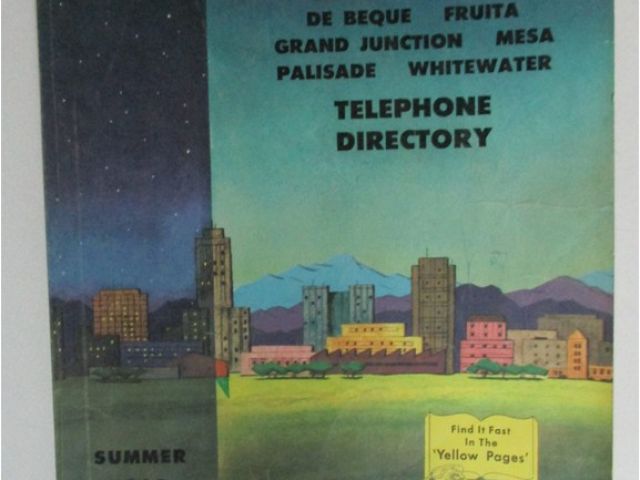 DE BEQUE FRUITA
GRAND JUNCTION MESA
PALISADE WHITEWATER
TELEPHONE
DIRECTORY
SUMMER
Find It Fast
In The
'Yellow Pages'